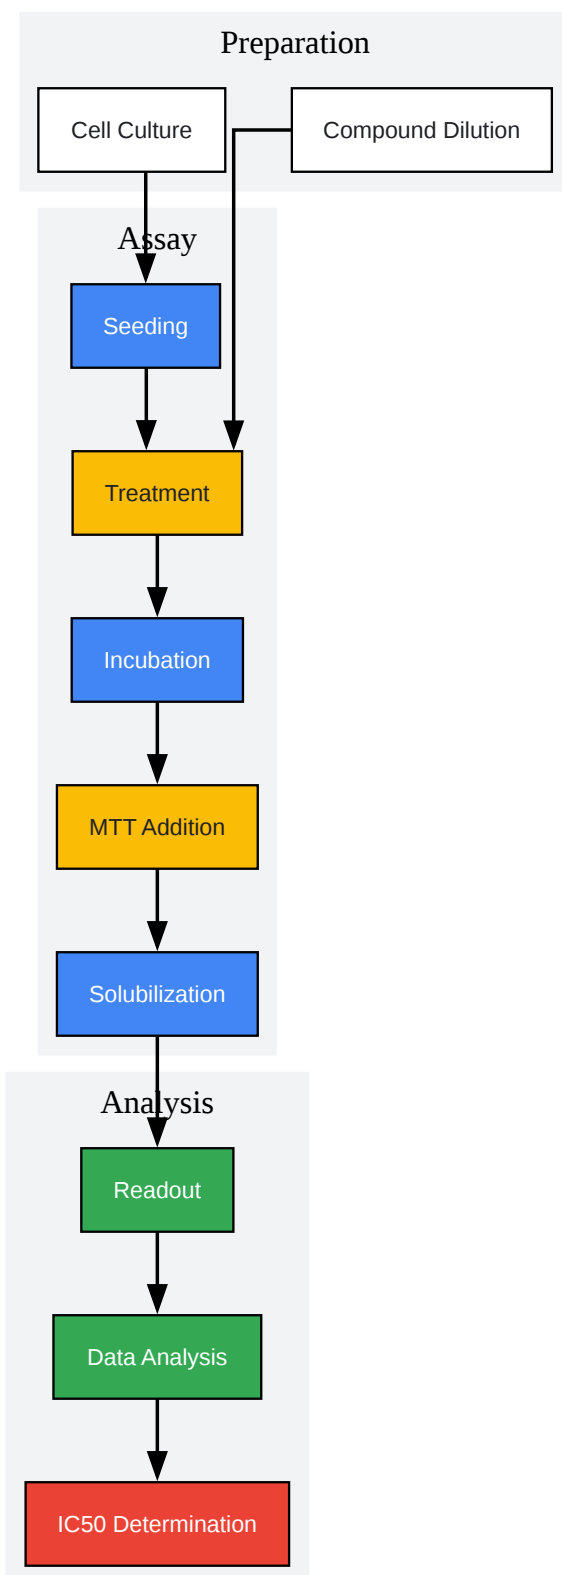 Preparation
Cell Culture
Compound Dilution
Assay
Seeding
Treatment
Incubation
MTT Addition
Solubilization
Analysis
Readout
Data Analysis
IC50 Determination